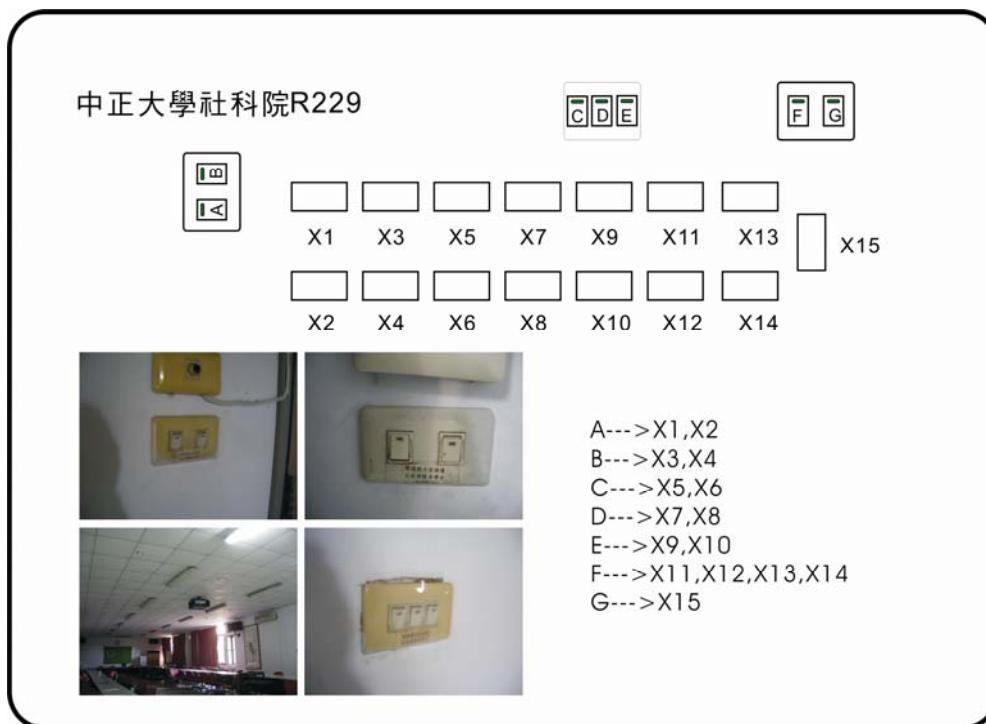 中正大學社科院R229
C D E
F G
B
A
X1 X3 X5 X7 X9 X11 X13
X15
X2 X4 X6 X8 X10 X12 X14
A--->X1,X2
B--->X3,X4
C--->X5,X6
D--->X7,X8
E--->X9,X10
F--->X11,X12,X13,X14
G--->X15